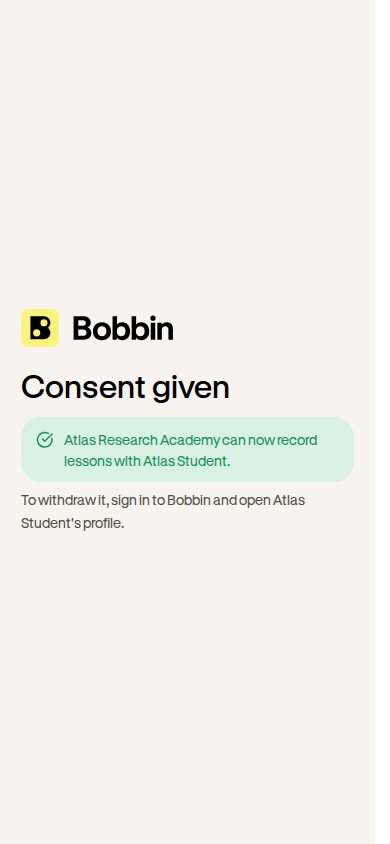 B Bobbin
Consent given
Atlas Research Academy can now record
lessons with Atlas Student.
To withdraw it, sign in to Bobbin and open Atlas
Student's profile.